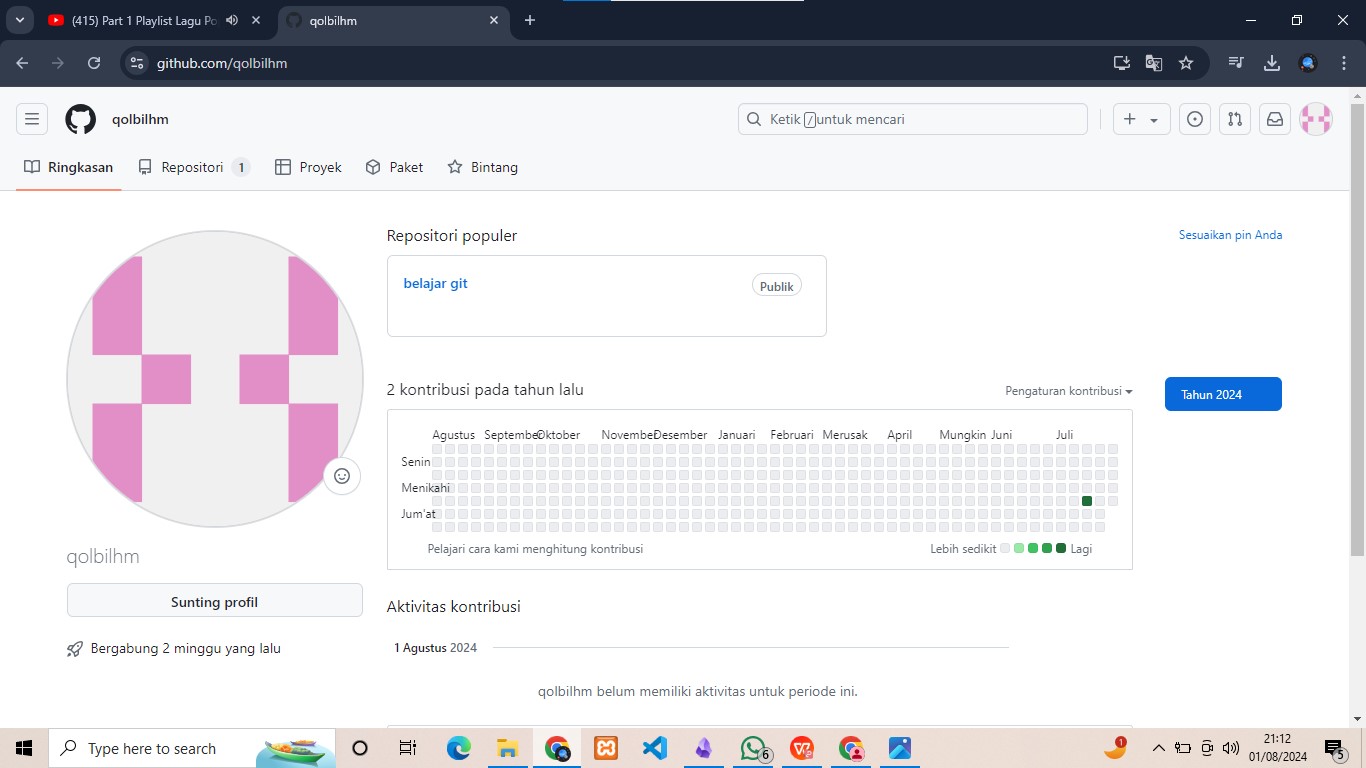 (415) Part 1 Playlist Lagu Po
qolbilhm
github.com/qolbilhm
qolbilhm
Ketik / untuk mencari
Ringkasan
Repositori 1
Proyek
Paket
Bintang
Repositori populer
Sesuaikan pin Anda
belajar git
Publik
2 kontribusi pada tahun lalu
Pengaturan kontribusi
Tahun 2024
Agustus September Oktober November Desember Januari Februari Merusak April Mungkin Juni Juli
Senin
Menikahi
Jum'at
Pelajari cara kami menghitung kontribusi
Lebih sedikit Lagi
qolbilhm
Sunting profil
Bergabung 2 minggu yang lalu
Aktivitas kontribusi
1 Agustus 2024
qolbilhm belum memiliki aktivitas untuk periode ini.
Type here to search
6
1
21:12
01/08/2024
5